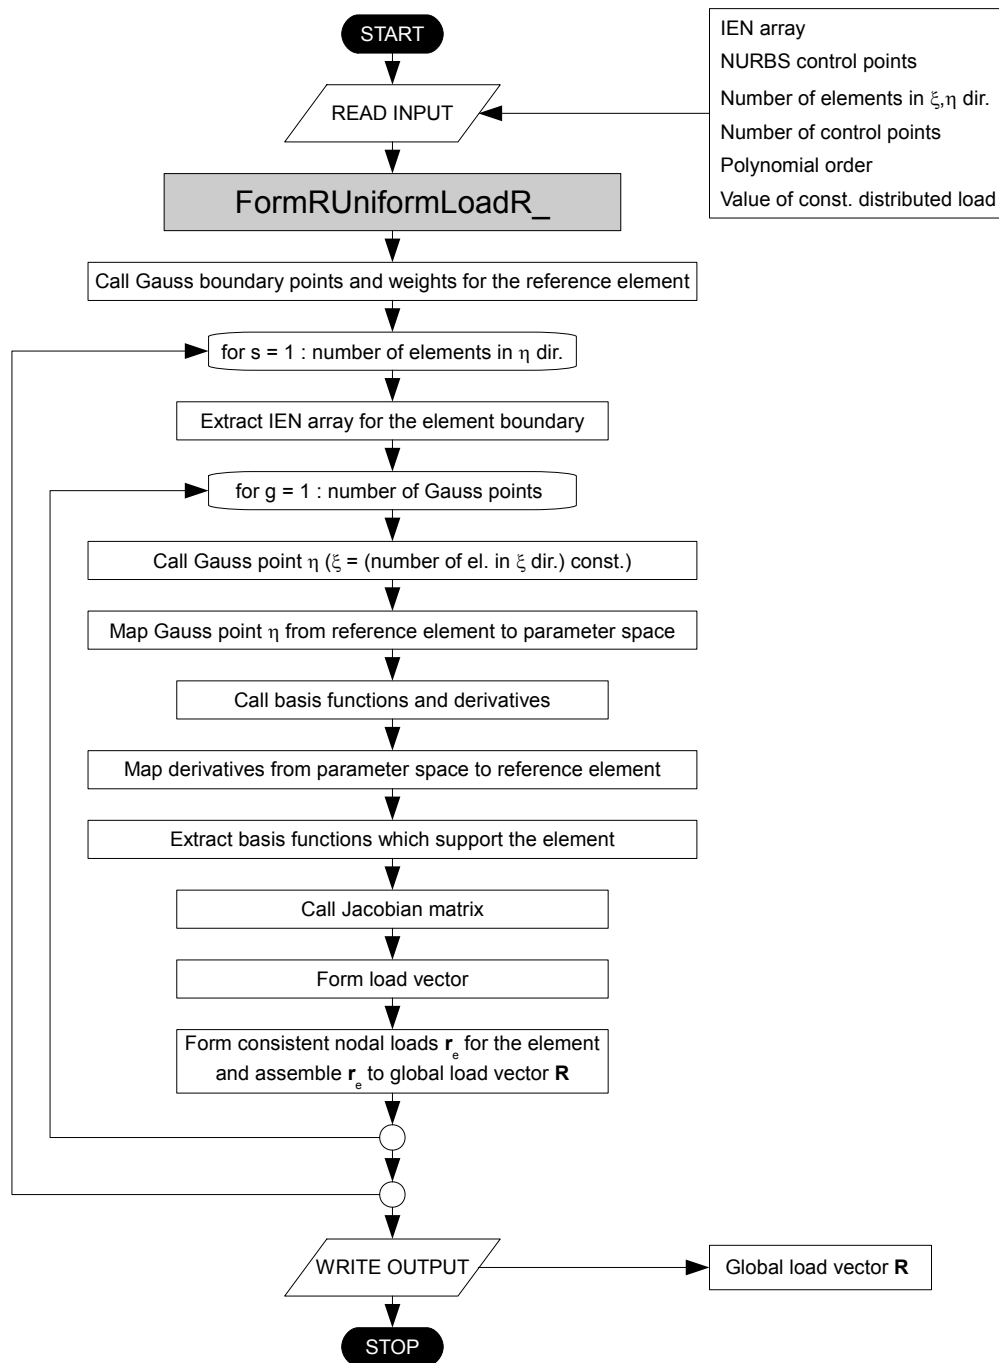 START
READ INPUT
IEN array
NURBS control points
Number of elements in ξ,η dir.
Number of control points
Polynomial order
Value of const. distributed load
FormRUniformLoadR_
Call Gauss boundary points and weights for the reference element
for s = 1 : number of elements in η dir.
Extract IEN array for the element boundary
for g = 1 : number of Gauss points
Call Gauss point η (ξ = (number of el. in ξ dir.) const.)
Map Gauss point η from reference element to parameter space
Call basis functions and derivatives
Map derivatives from parameter space to reference element
Extract basis functions which support the element
Call Jacobian matrix
Form load vector
Form consistent nodal loads r_e for the element
and assemble r_e to global load vector R
WRITE OUTPUT
Global load vector R
STOP